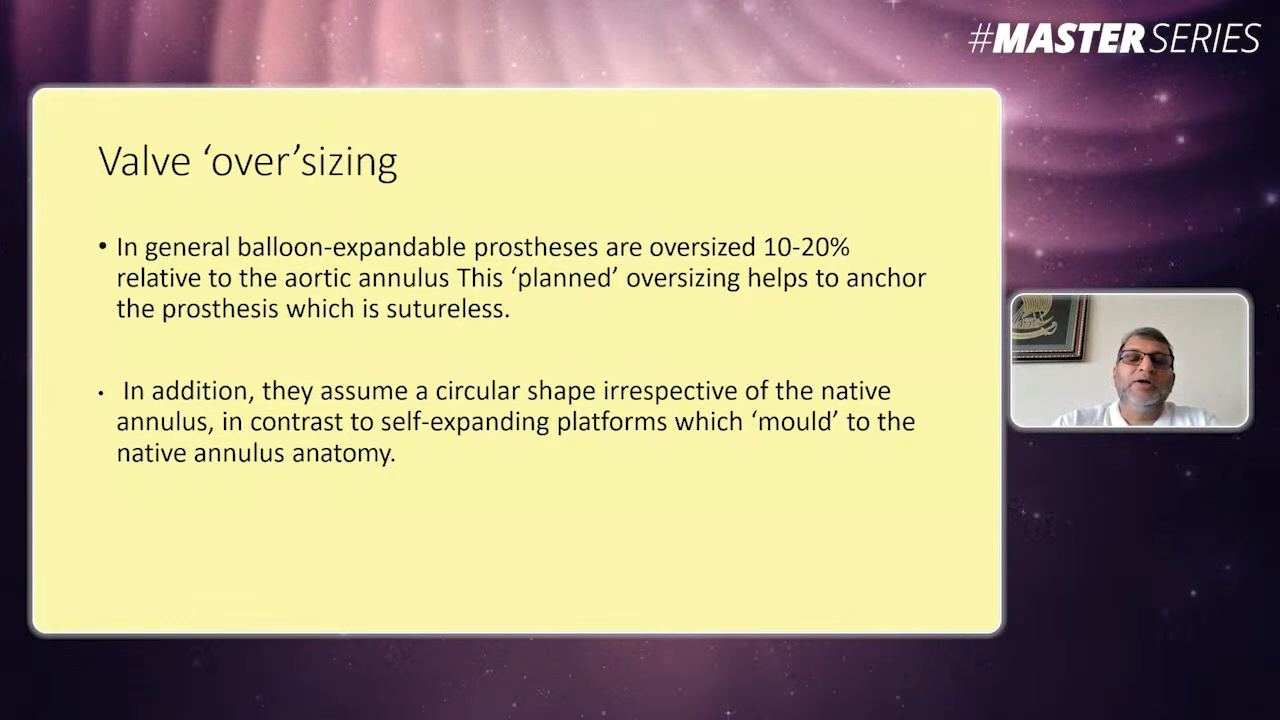 #MASTERSERIES
Valve ‘over’sizing
• In general balloon-expandable prostheses are oversized 10-20%
relative to the aortic annulus This ‘planned’ oversizing helps to anchor
the prosthesis which is sutureless.
• In addition, they assume a circular shape irrespective of the native
annulus, in contrast to self-expanding platforms which ‘mould’ to the
native annulus anatomy.